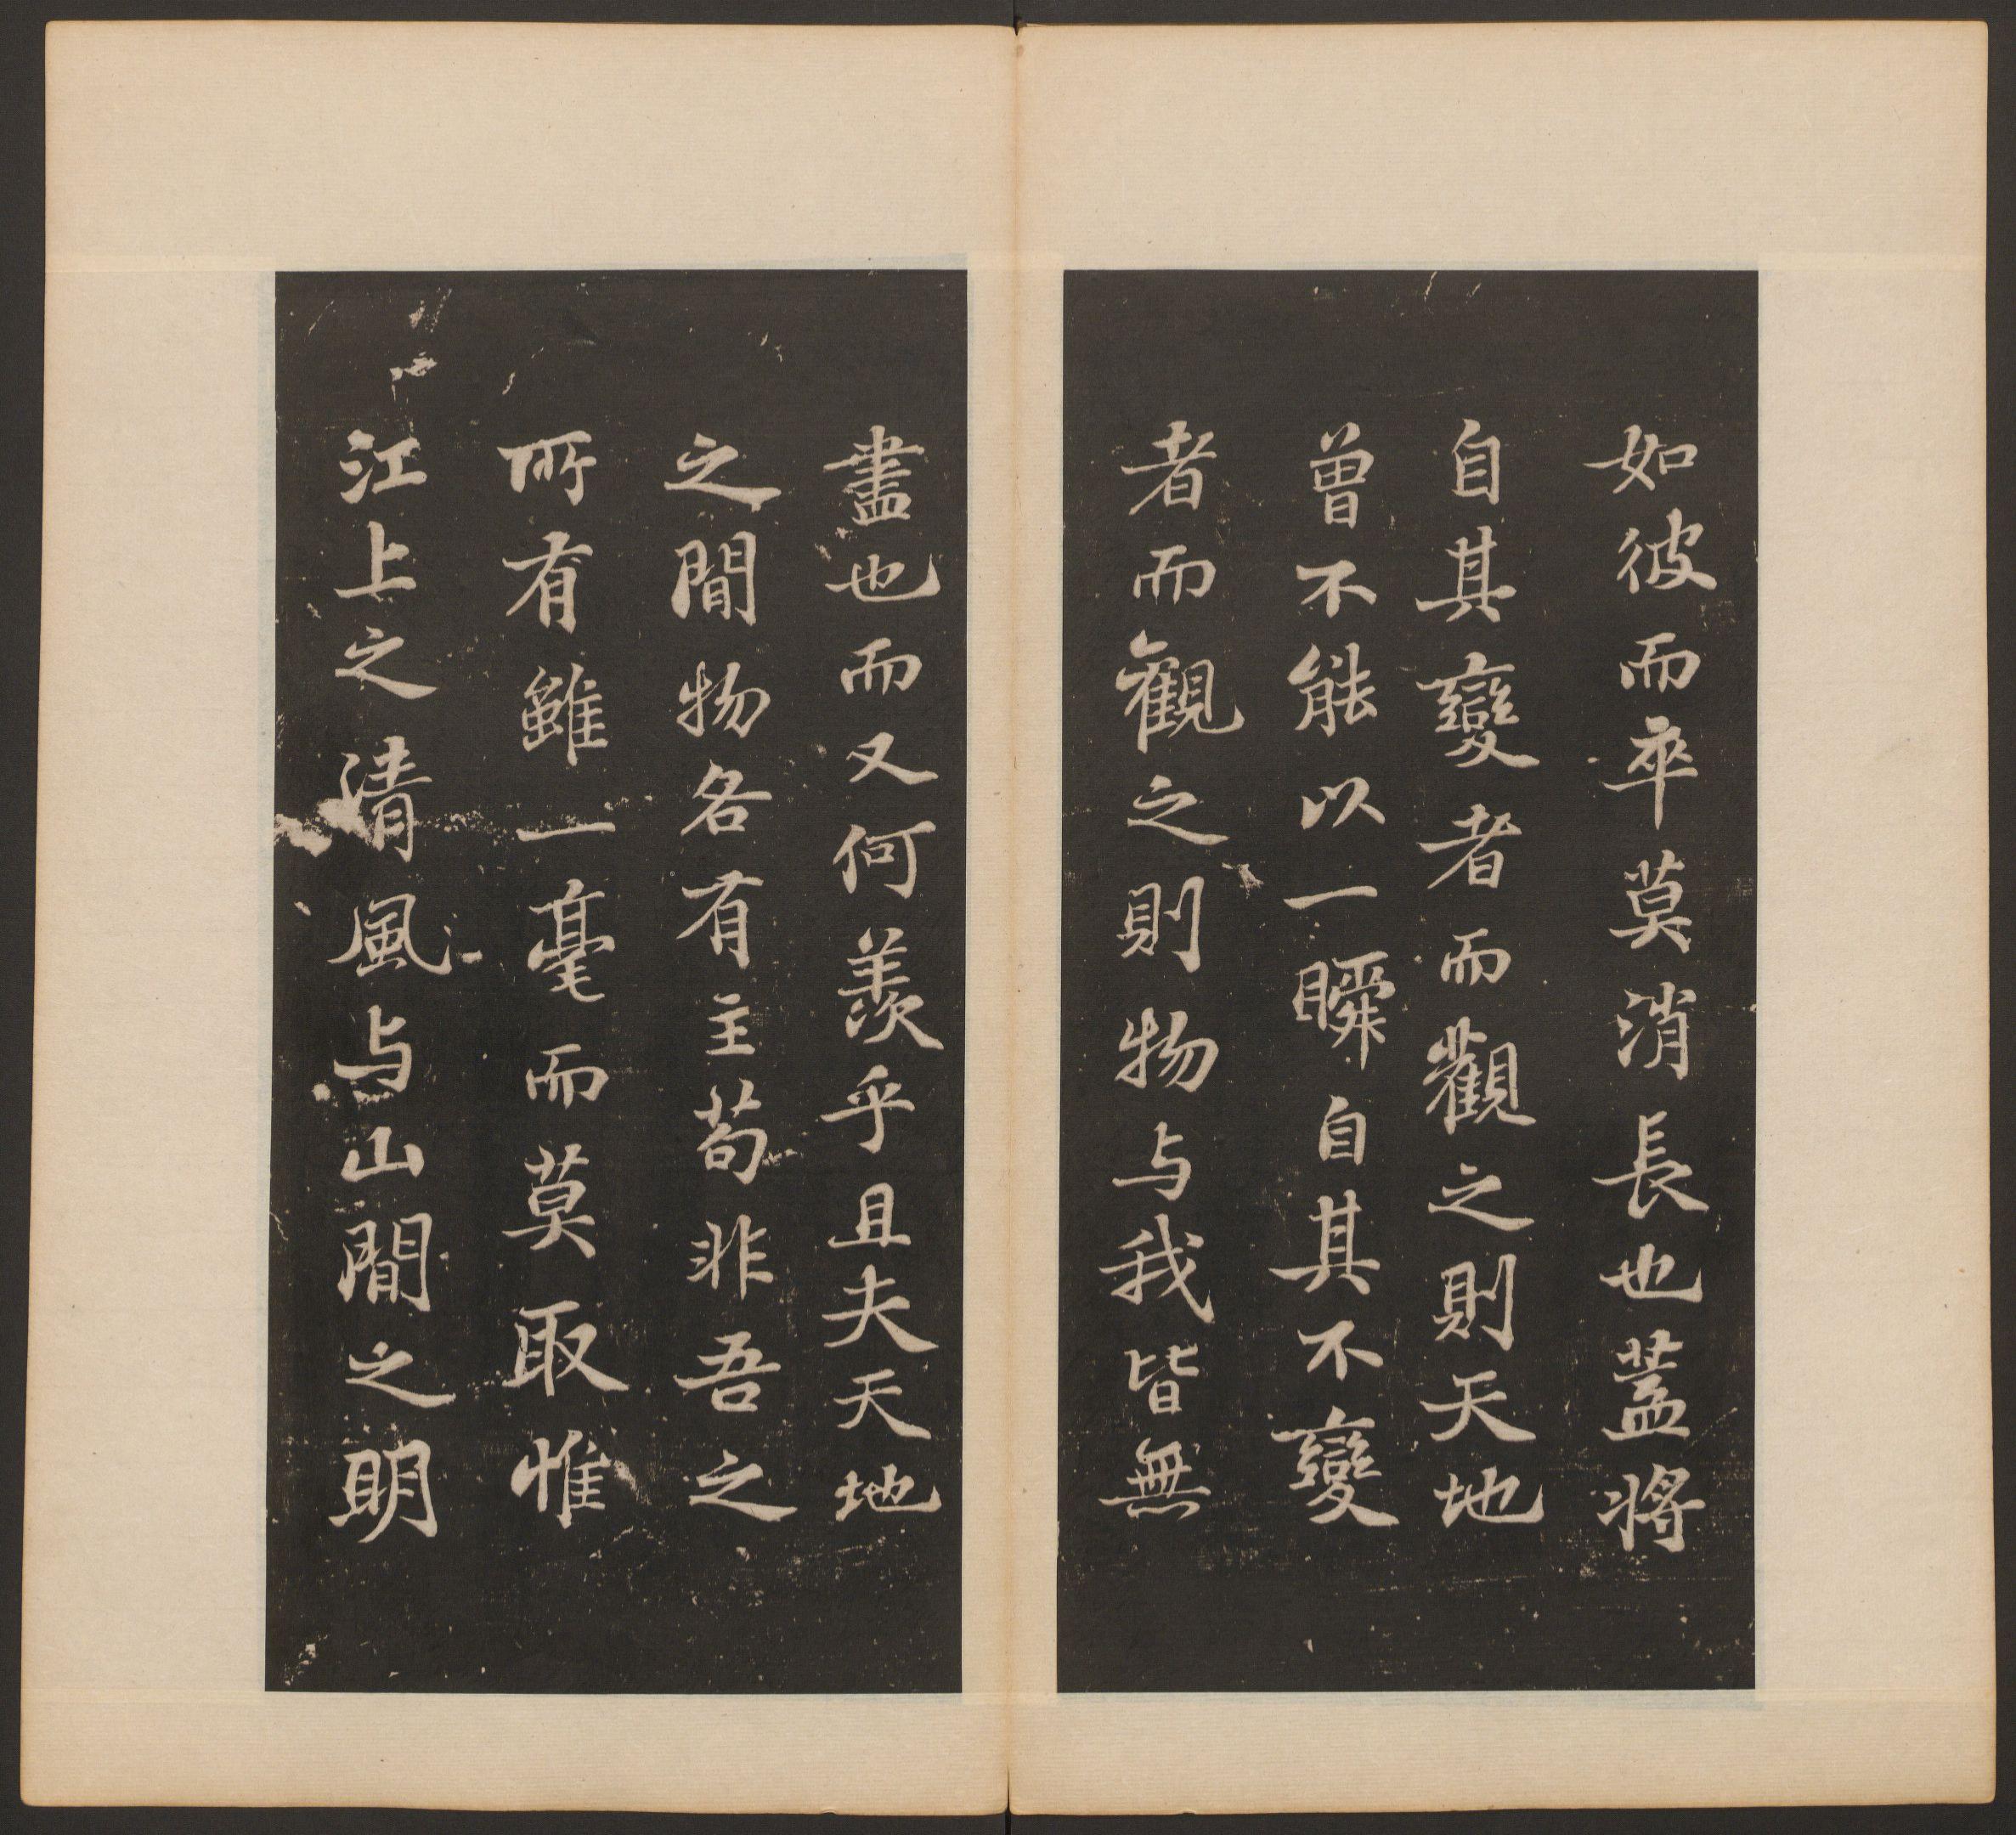 如彼而卒莫消長也蓋將
自其變者而觀之則天地
曾不能以一瞬自其不變
者而觀之則物与我皆無
盡也而又何羨乎且夫天地
之間物各有主苟非吾之
所有雖一毫而莫取惟
江上之清風与山間之明